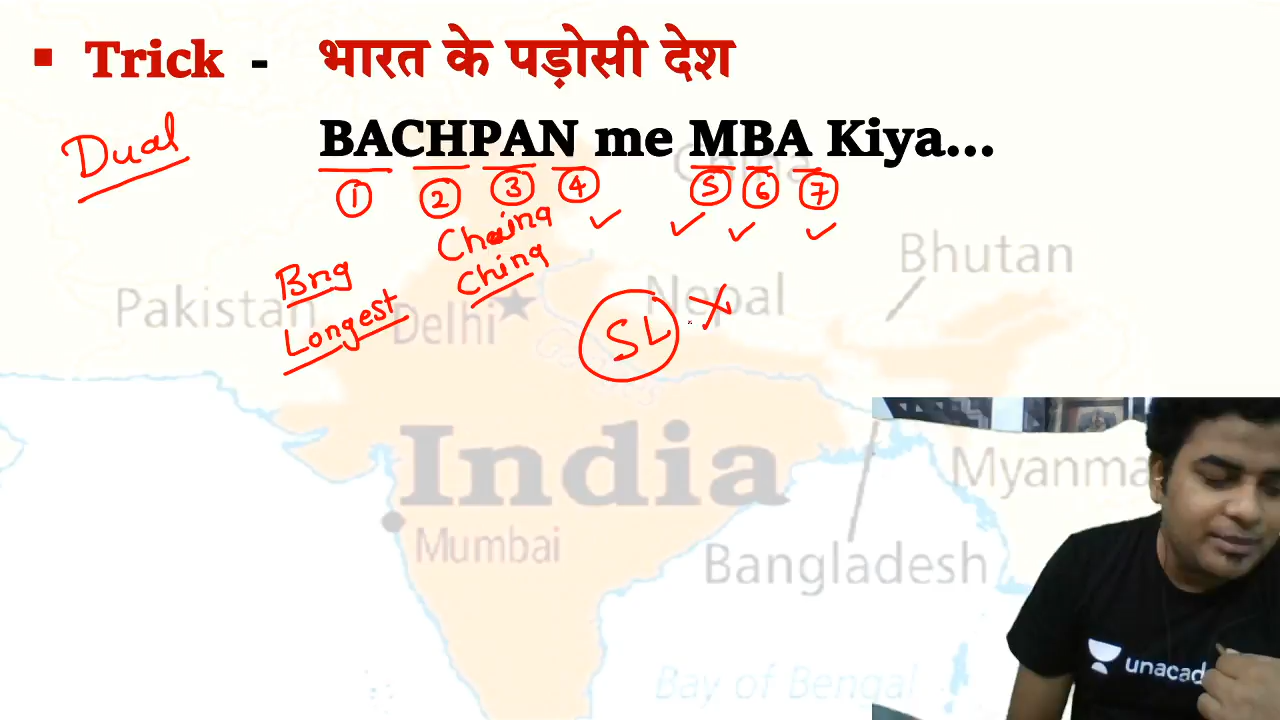 ▪ Trick - भारत के पड़ोसी देश
Dual
BACHPAN me MBA Kiya...
1 2 3 4 5 6 7
China
Chaina
Ching
Bng
Longest
SL
Bhutan
Pakistan
Nepal
Delhi
India
Myanma
Mumbai
Bangladesh
unacad
Bay of Bengal